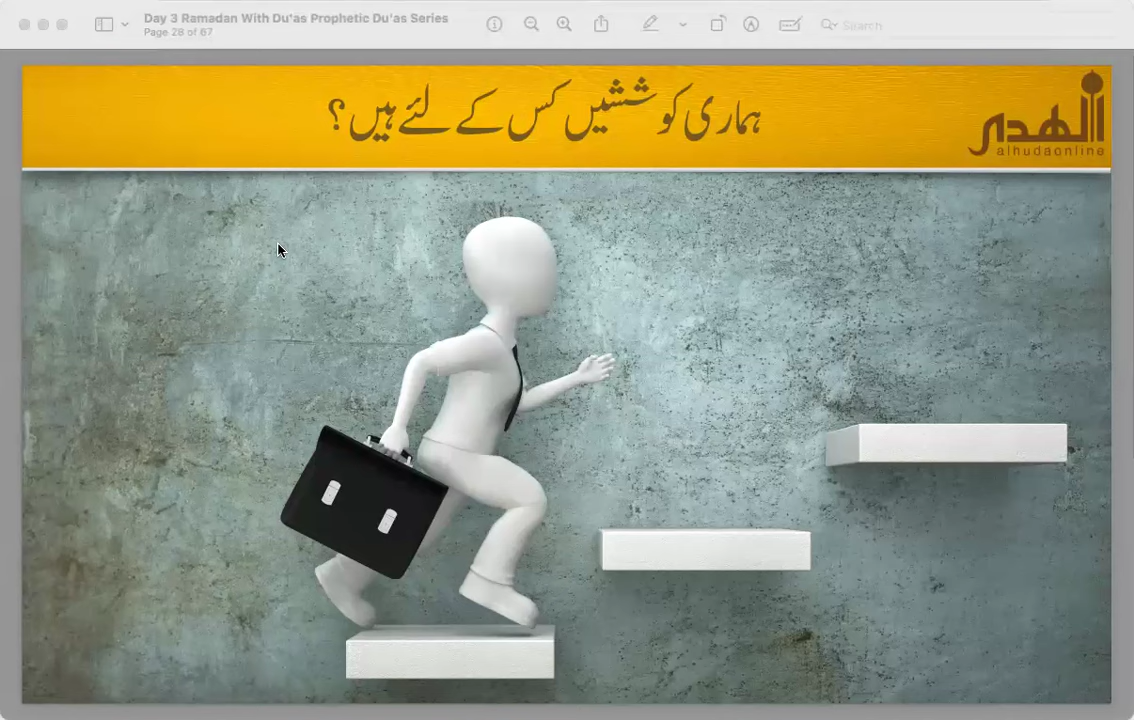 Day 3 Ramadan With Du'as Prophetic Du'as Series
Page 28 of 67
Search
ہماری کوششیں کس کے لئے ہیں؟
الهدى
alhudaonline